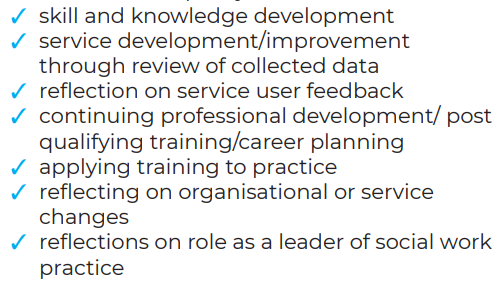 ✓ skill and knowledge development
✓ service development/improvement
through review of collected data
✓ reflection on service user feedback
✓ continuing professional development/ post
qualifying training/career planning
✓ applying training to practice
✓ reflecting on organisational or service
changes
✓ reflections on role as a leader of social work
practice